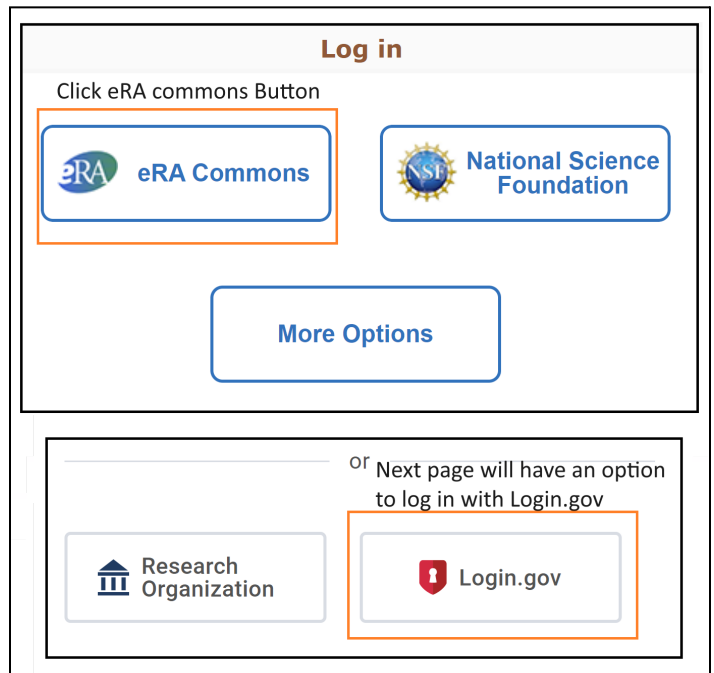 Log in
Click eRA commons Button
eRA
eRA Commons
NSF
National Science
Foundation
More Options
or
Next page will have an option
to log in with Login.gov
Research
Organization
Login.gov